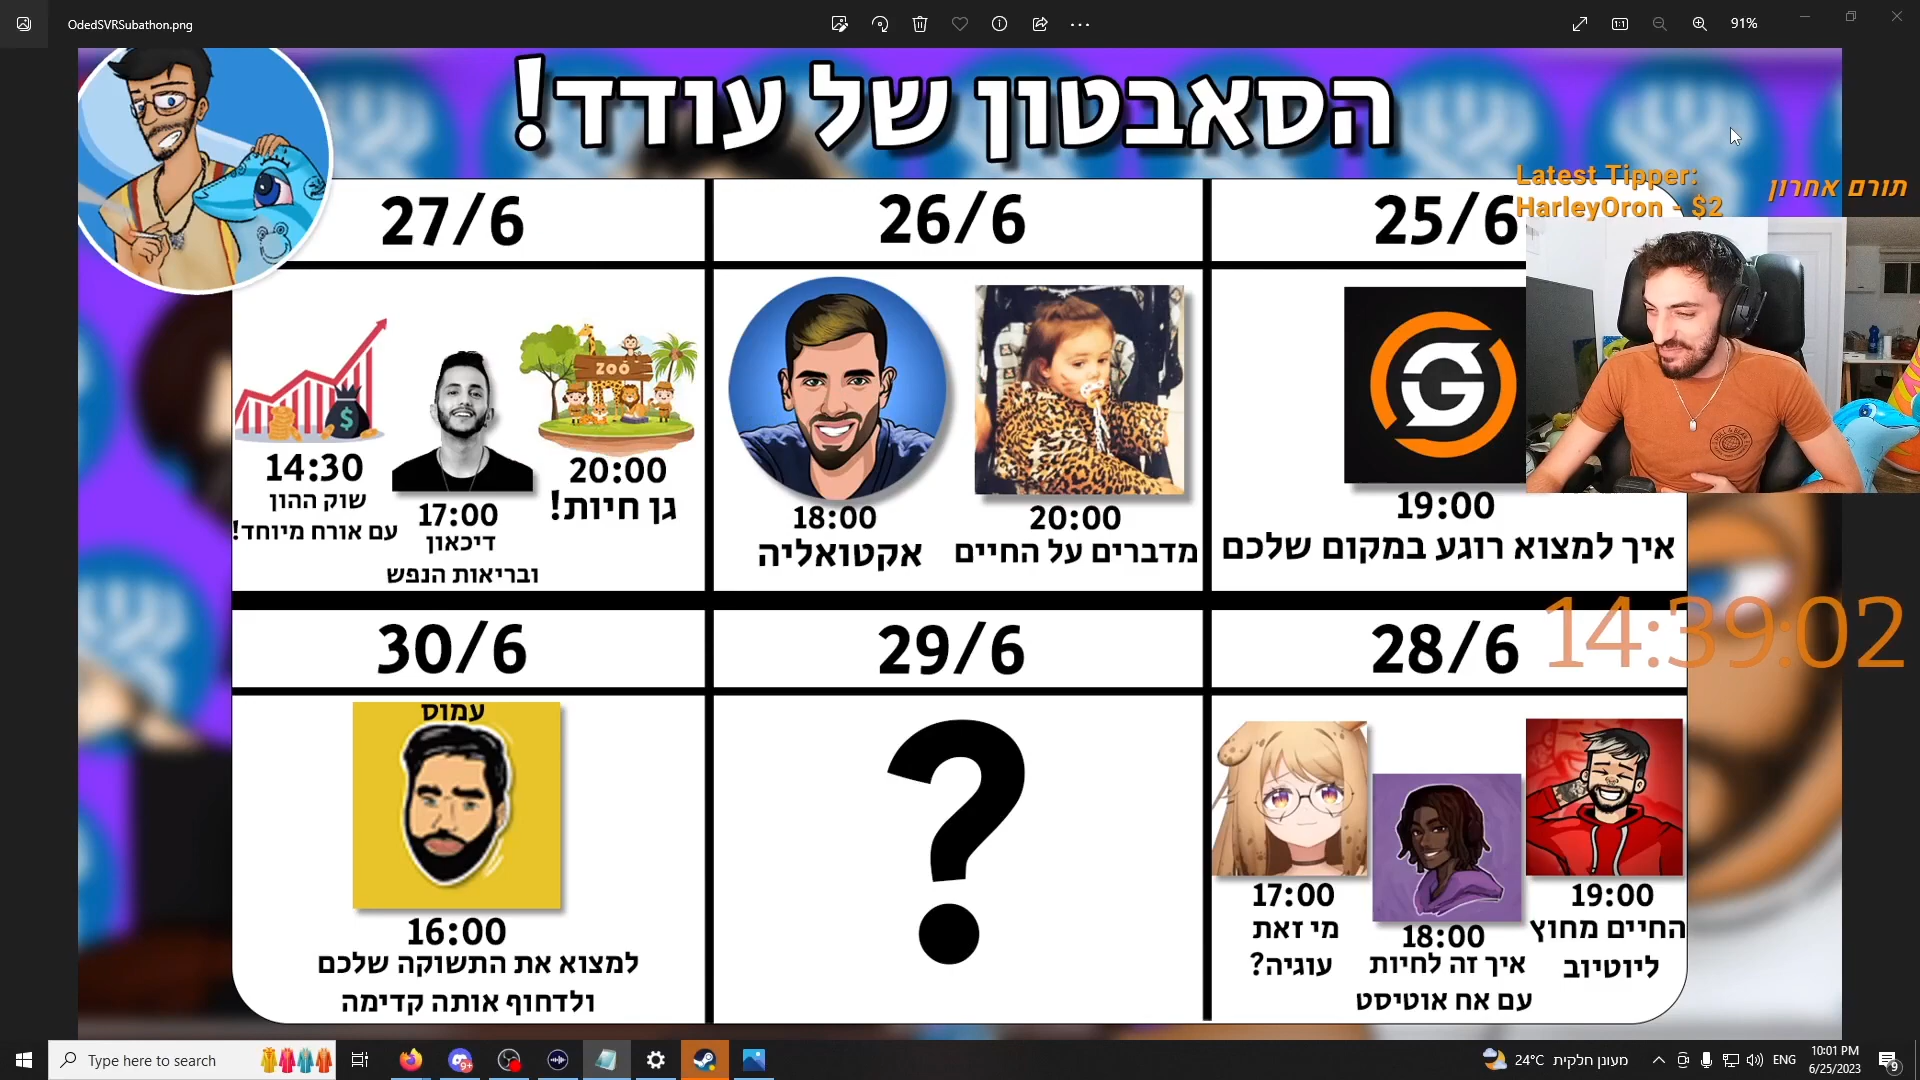 OdedSVRSubathon.png
91%
הסאבטון של עודד!
Latest Tipper:
HarleyOron - $2
תורם אחרון
25/6
19:00
איך למצוא רוגע במקום שלכם
26/6
20:00
מדברים על החיים
18:00
אקטואליה
27/6
ZOO
20:00
גן חיות!
17:00
דיכאון
ובריאות הנפש
$
14:30
שוק ההון
עם אורח מיוחד!
14:39:02
28/6
19:00
החיים מחוץ
ליוטיוב
18:00
איך זה לחיות
עם אח אוטיסט
17:00
מי זאת
עוגיה?
29/6
?
30/6
עמוס
16:00
למצוא את התשוקה שלכם
ולדחוף אותה קדימה
Type here to search
9+
24°C מעונן חלקית
ENG
10:01 PM
6/25/2023
9